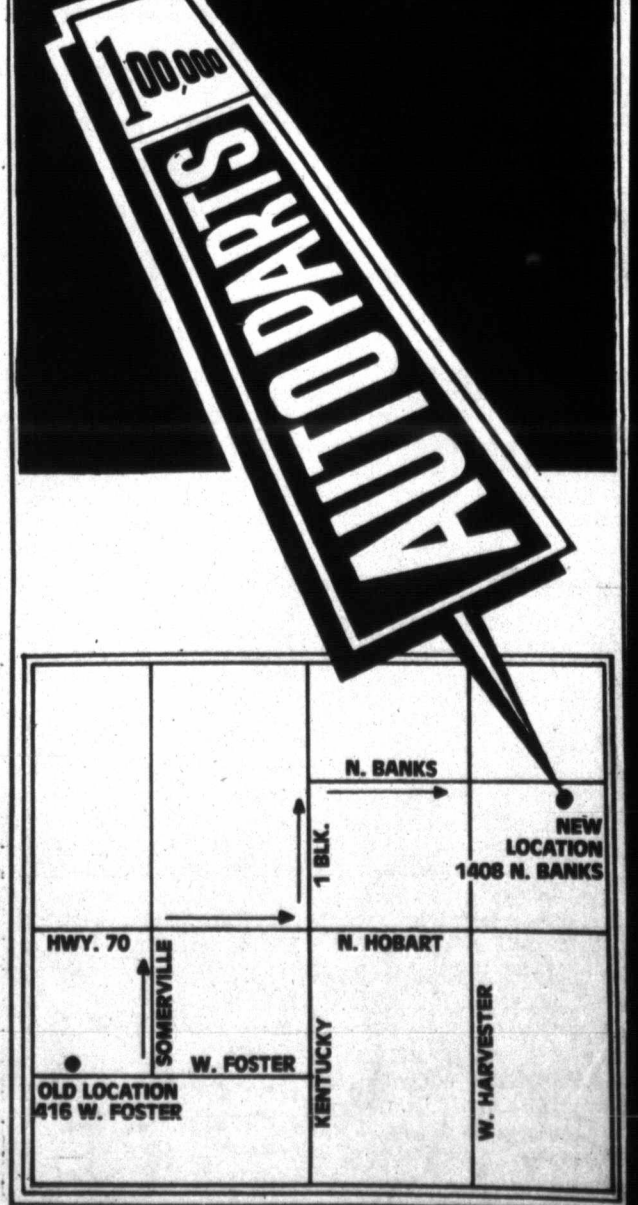 100,000
AUTO PARTS
N. BANKS
1 BLK.
NEW
LOCATION
1408 N. BANKS
HWY. 70
N. HOBART
SOMERVILLE
W. FOSTER
KENTUCKY
W. HARVESTER
OLD LOCATION
416 W. FOSTER